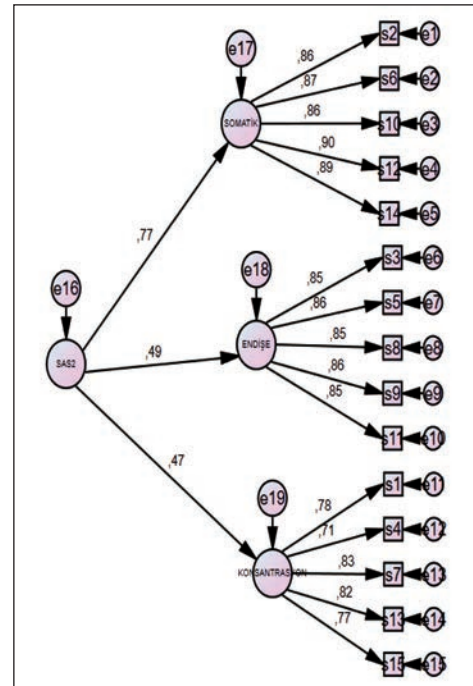 e17
SOMATİK
,86
s2
e1
,87
s6
e2
,86
s10
e3
,90
s12
e4
,89
s14
e5
,77
e16
SAS2
e18
ENDİŞE
,49
,85
s3
e6
,86
s5
e7
,85
s8
e8
,86
s9
e9
,85
s11
e10
,47
e19
KONSANTRASYON
,78
s1
e11
,71
s4
e12
,83
s7
e13
,82
s13
e14
,77
s15
e15